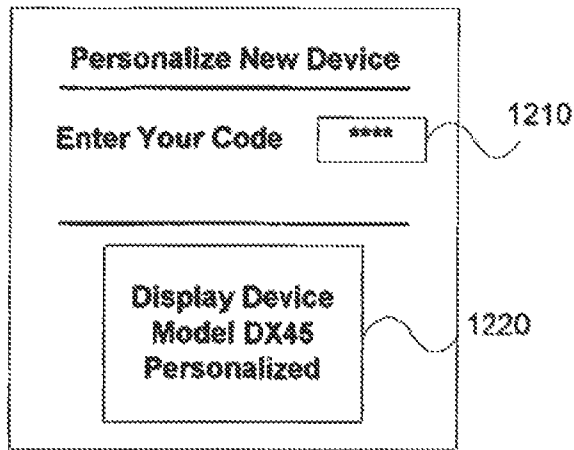 Personalize New Device
Enter Your Code ****
1210
Display Device
Model DX45
Personalized
1220